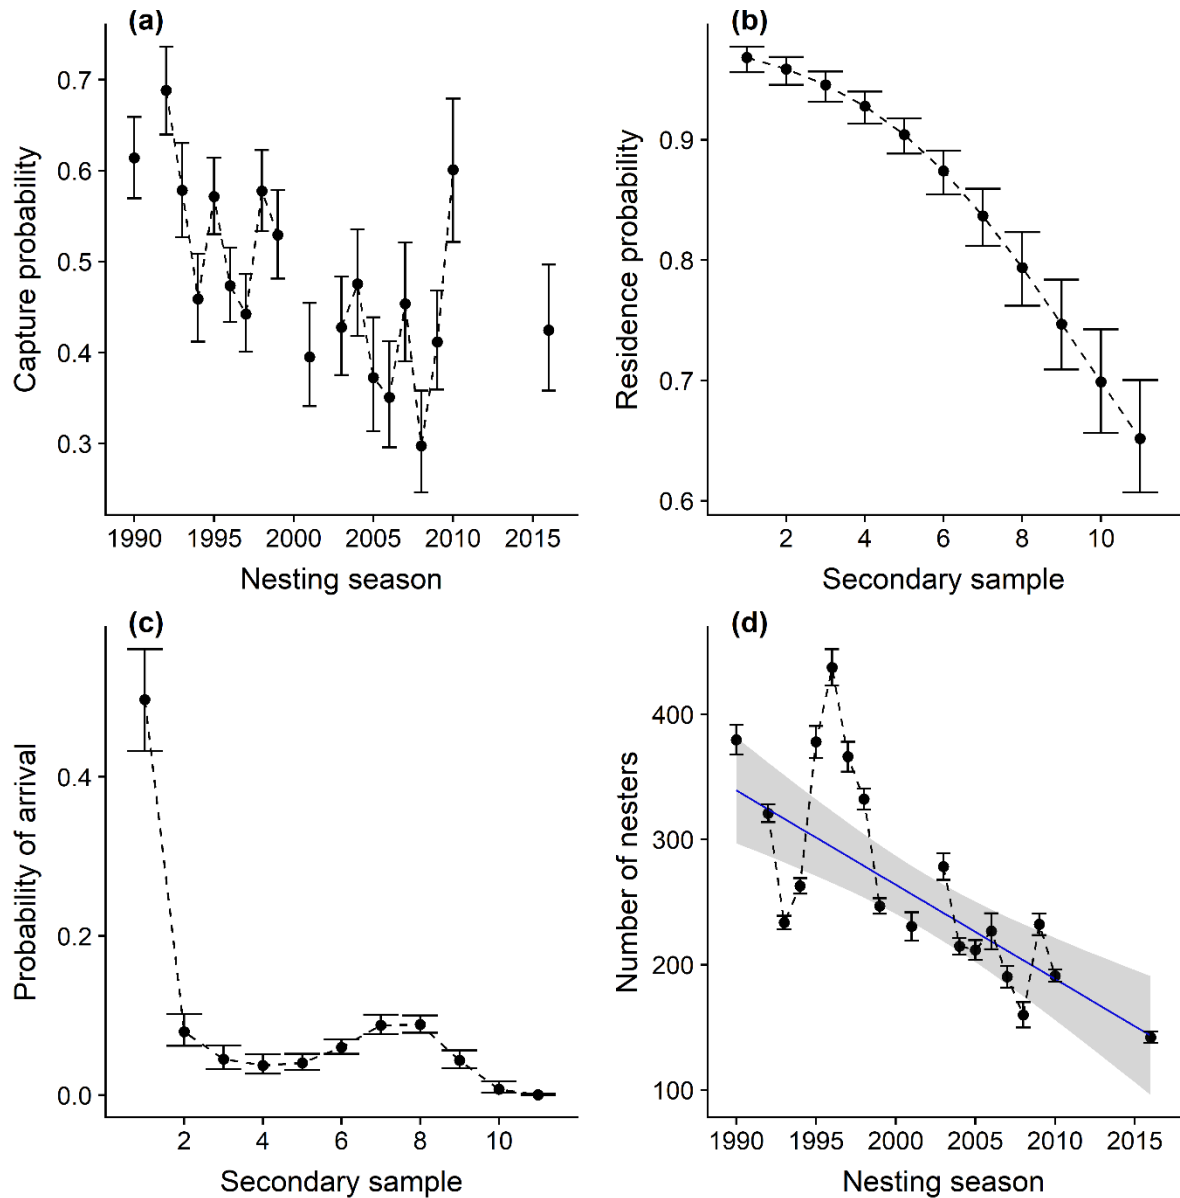 (a)
Capture probability
0.7
0.6
0.5
0.4
0.3
1990 1995 2000 2005 2010 2015
Nesting season
(b)
Residence probability
0.9
0.8
0.7
0.6
2 4 6 8 10
Secondary sample
(c)
Probability of arrival
0.4
0.2
0.0
2 4 6 8 10
Secondary sample
(d)
Number of nesters
400
300
200
100
1990 1995 2000 2005 2010 2015
Nesting season